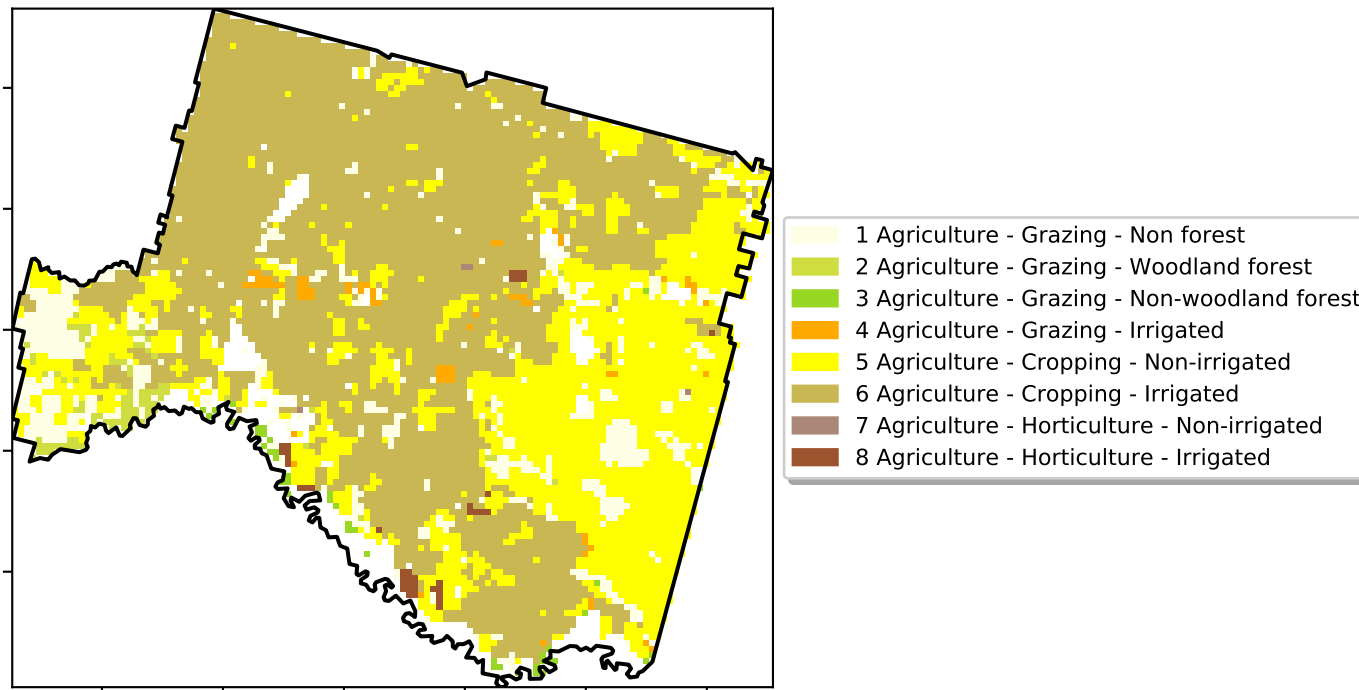 1 Agriculture - Grazing - Non forest
2 Agriculture - Grazing - Woodland forest
3 Agriculture - Grazing - Non-woodland forest
4 Agriculture - Grazing - Irrigated
5 Agriculture - Cropping - Non-irrigated
6 Agriculture - Cropping - Irrigated
7 Agriculture - Horticulture - Non-irrigated
8 Agriculture - Horticulture - Irrigated